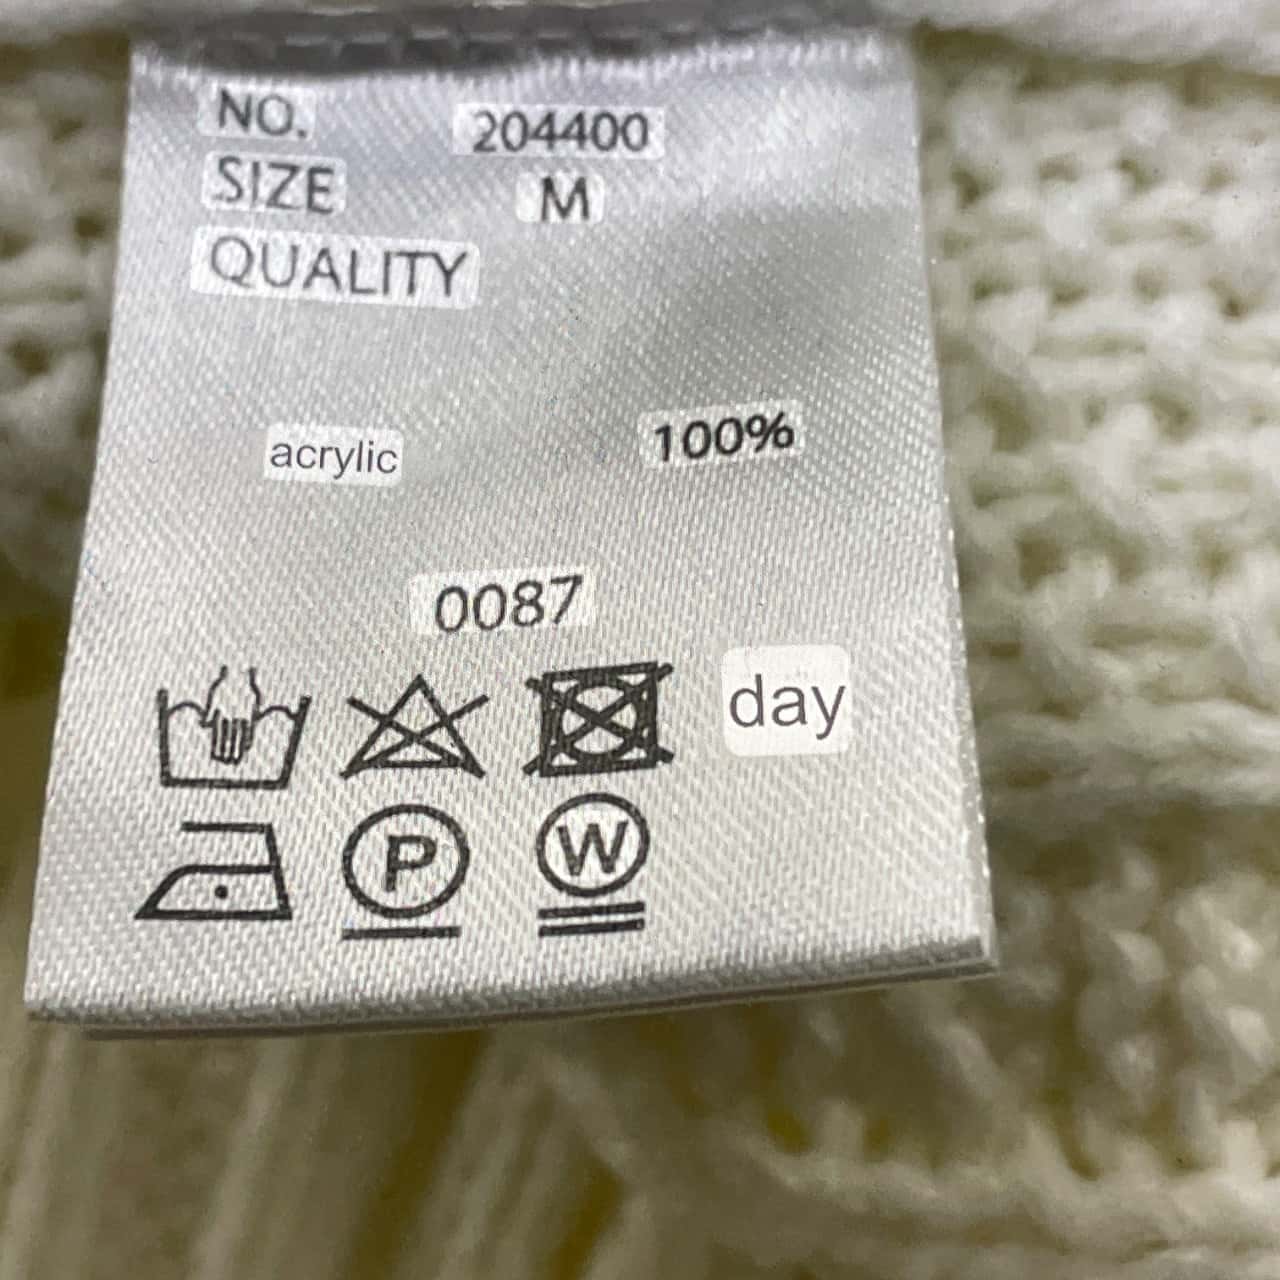 NO. 204400
SIZE M
QUALITY
acrylic 100%
0087
day
P W